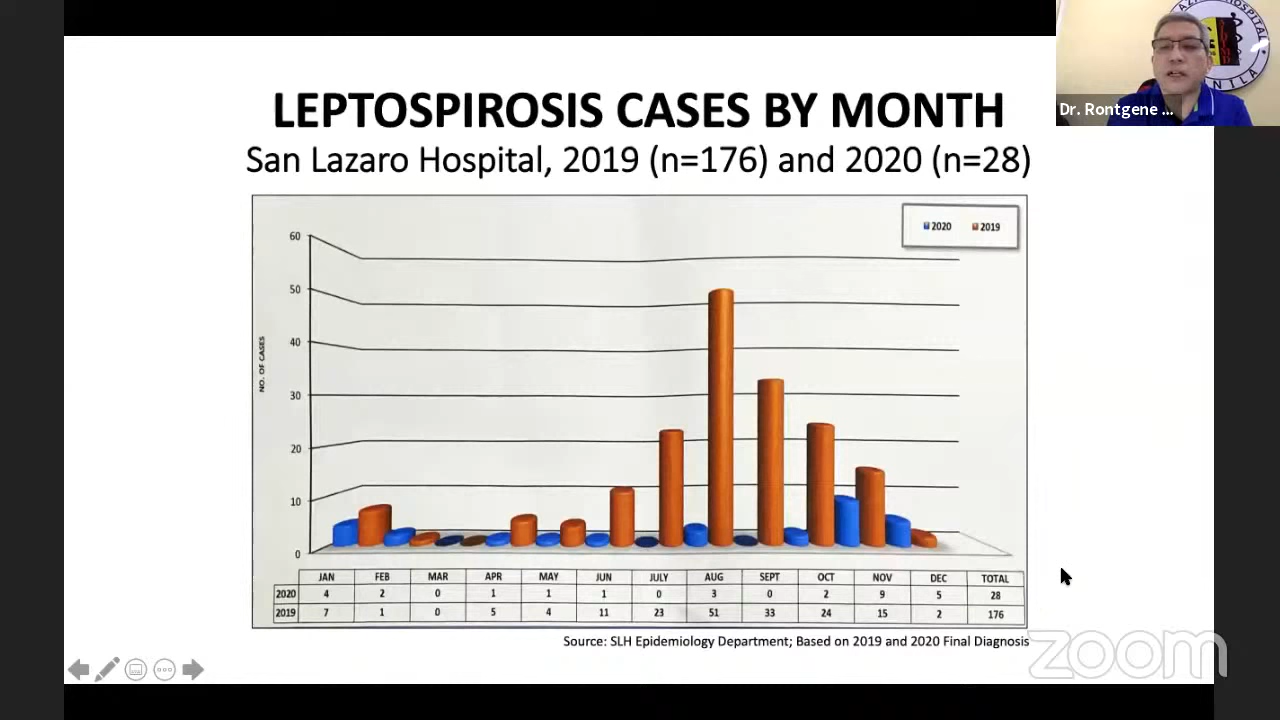 LEPTOSPIROSIS CASES BY MONTH
San Lazaro Hospital, 2019 (n=176) and 2020 (n=28)
Dr. Rontgene ...
HOSPITAL
2020 2019
60
50
40
30
20
10
0
NO. OF CASES
JAN FEB MAR APR MAY JUN JULY AUG SEPT OCT NOV DEC TOTAL
2020 4 2 0 1 1 1 0 3 0 2 9 5 28
2019 7 1 0 5 4 11 23 51 33 24 15 2 176
Source: SLH Epidemiology Department; Based on 2019 and 2020 Final Diagnosis
zoom